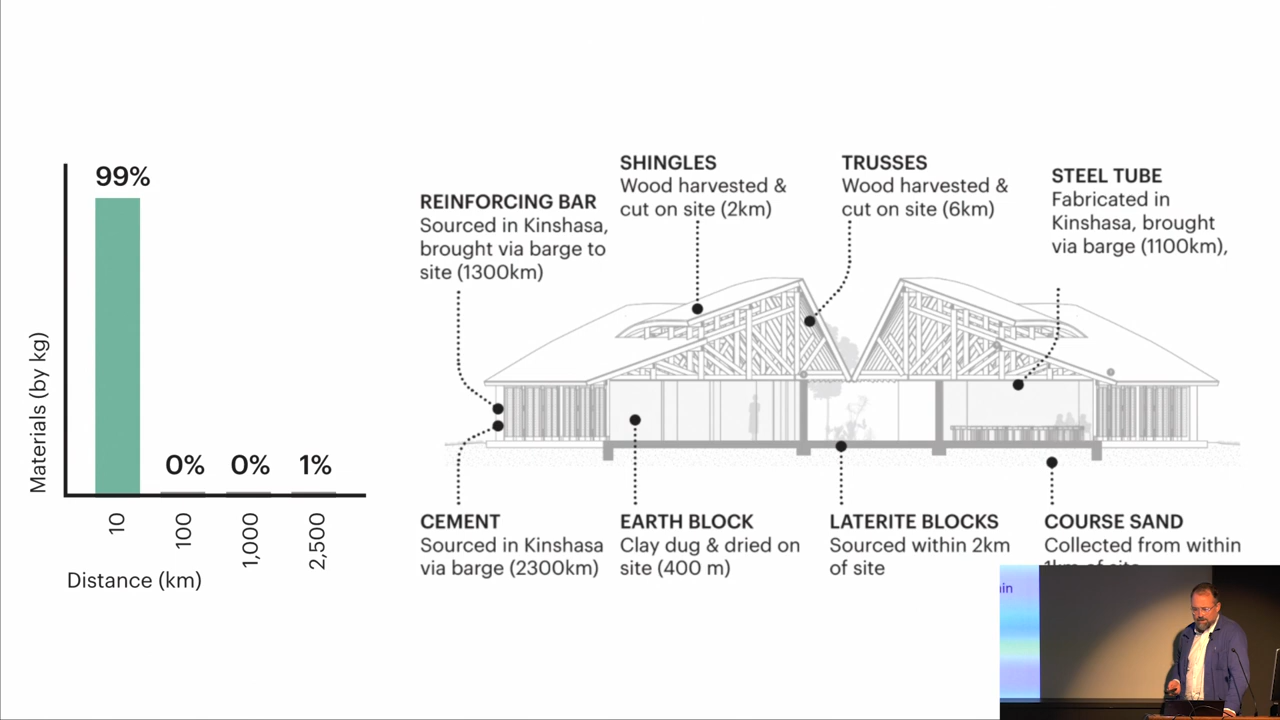 99%
0%
0%
1%
Materials (by kg)
10
100
1,000
2,500
Distance (km)
REINFORCING BAR
Sourced in Kinshasa,
brought via barge to
site (1300km)
SHINGLES
Wood harvested &
cut on site (2km)
TRUSSES
Wood harvested &
cut on site (6km)
STEEL TUBE
Fabricated in
Kinshasa, brought
via barge (1100km),
CEMENT
Sourced in Kinshasa
via barge (2300km)
EARTH BLOCK
Clay dug & dried on
site (400 m)
LATERITE BLOCKS
Sourced within 2km
of site
COURSE SAND
Collected from within
1km of site